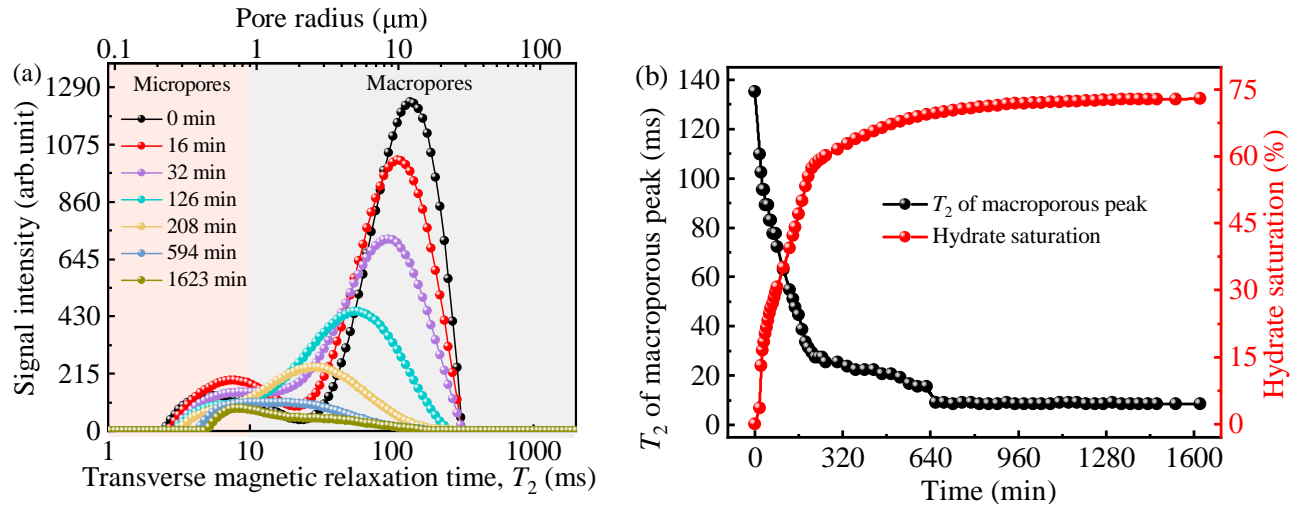 Pore radius (μm)
0.1 1 10 100
(a)
Micropores Macropores
0 min
16 min
32 min
126 min
208 min
594 min
1623 min
Signal intensity (arb.unit)
1290
1075
860
645
430
215
0
1 10 100 1000
Transverse magnetic relaxation time, T2 (ms)
(b)
T2 of macroporous peak (ms)
140
120
100
80
60
40
20
0
T2 of macroporous peak
Hydrate saturation
75
60
45
30
15
0
Hydrate saturation (%)
0 320 640 960 1280 1600
Time (min)